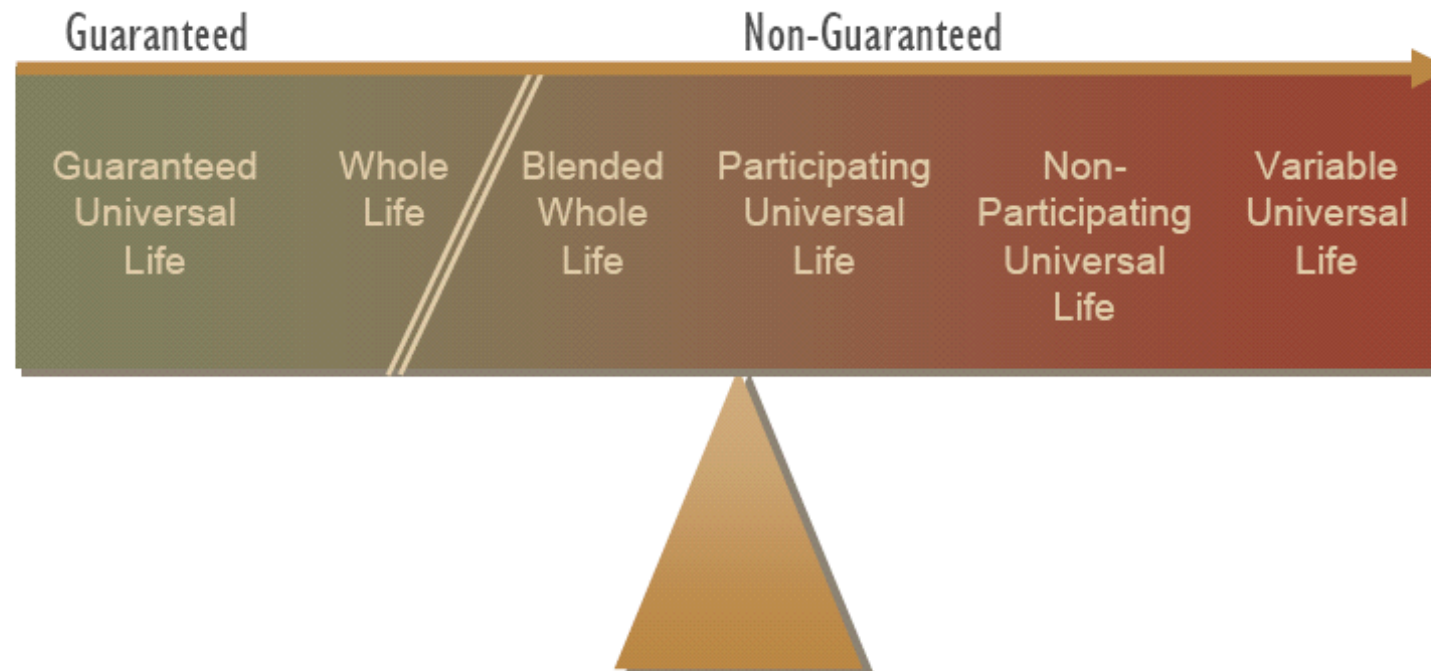 Guaranteed
Non-Guaranteed
Guaranteed
Universal
Life
Whole
Life
Blended
Whole
Life
Participating
Universal
Life
Non-
Participating
Universal
Life
Variable
Universal
Life